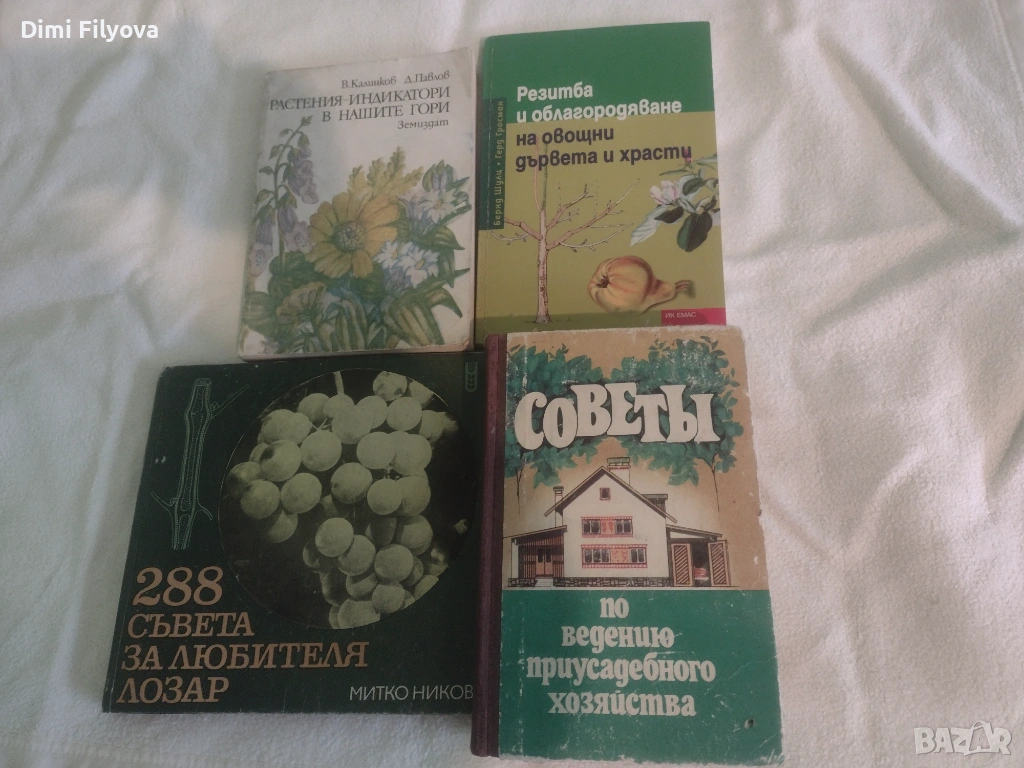 Dimi Filyova
В. Калинков Д. Павлов
РАСТЕНИЯ-ИНДИКАТОРИ
В НАШИТЕ ГОРИ
Земиздат
Бернд Шулц • Герд Гросман
Резитба
и облагородяване
на овощни
дървета и храсти
ИК ЕМАС
288
СЪВЕТА
ЗА ЛЮБИТЕЛЯ
ЛОЗАР
МИТКО НИКОВ
СОВЕТЫ
по
ведению
приусадебного
хозяйства
BAZAR